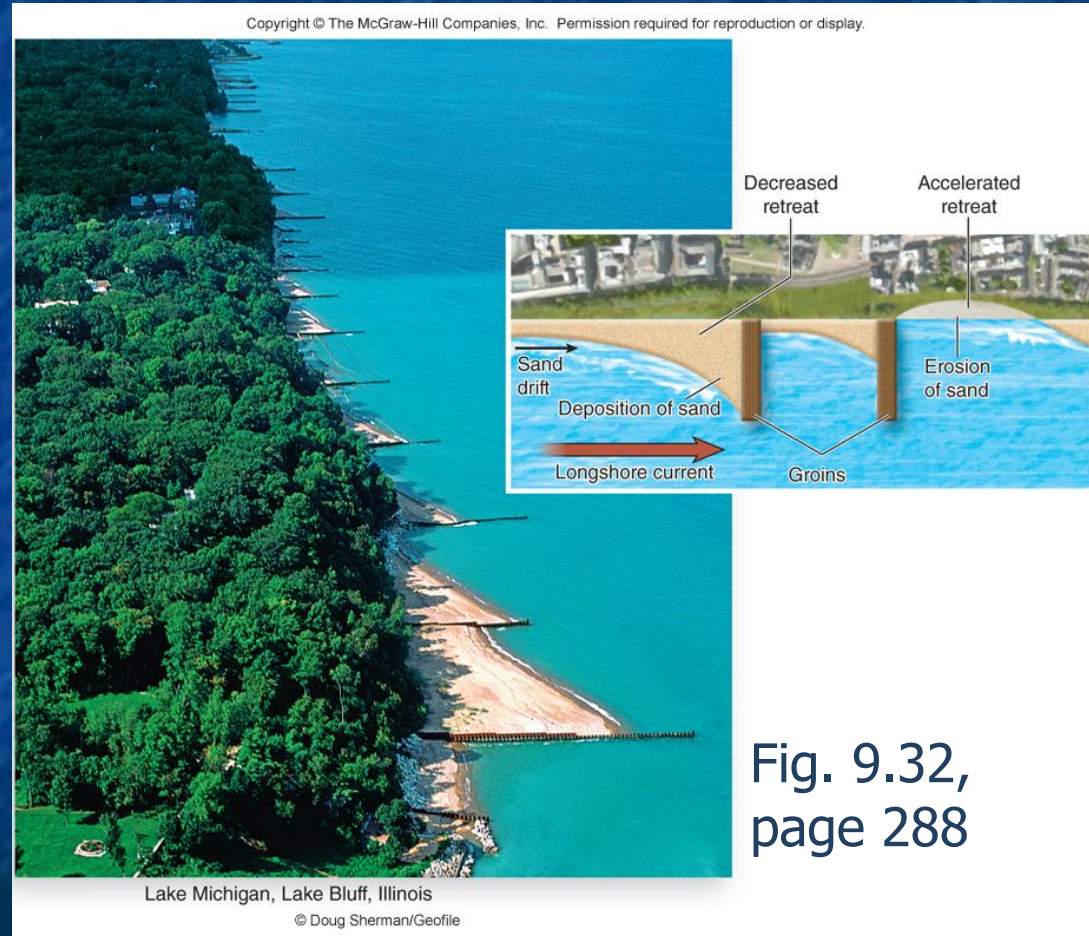 Copyright © The McGraw-Hill Companies, Inc. Permission required for reproduction or display.
Decreased
retreat
Accelerated
retreat
Sand
drift
Deposition of sand
Erosion
of sand
Longshore current
Groins
Fig. 9.32,
page 288
Lake Michigan, Lake Bluff, Illinois
© Doug Sherman/Geofile